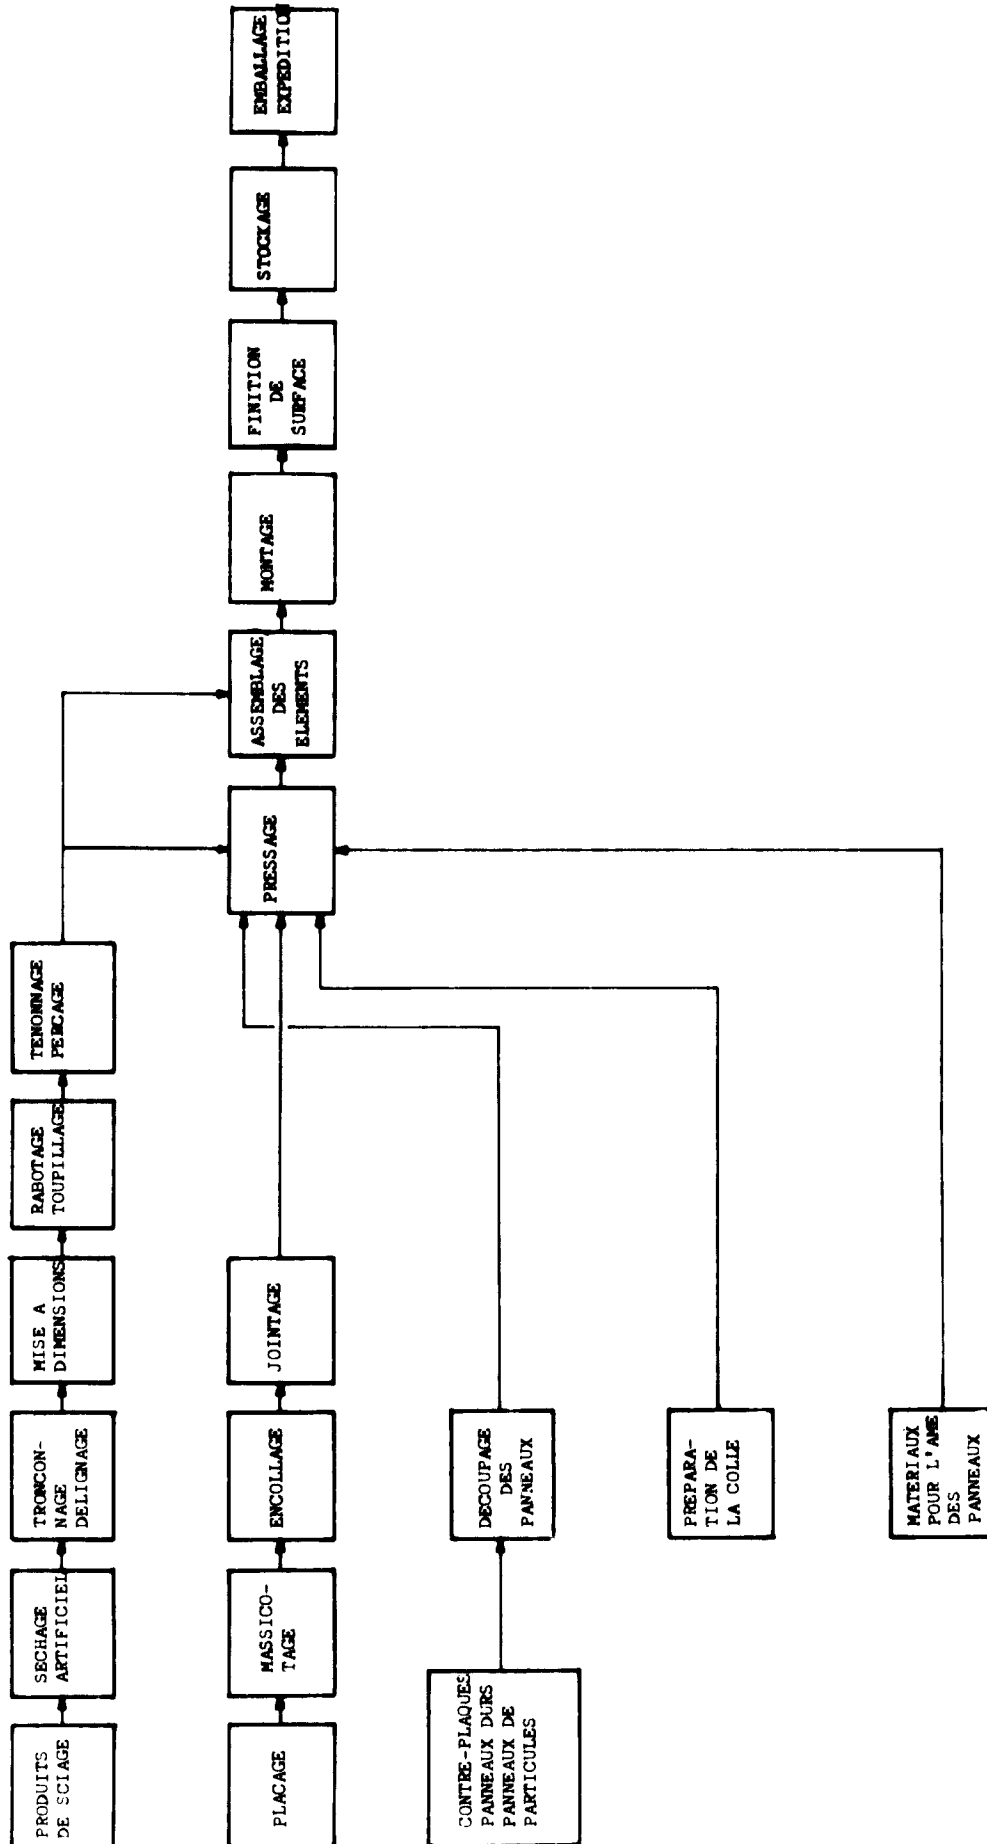 PRODUITS
DE SCIAGE
SECHAGE
ARTIFICIEL
TRONCON-
NAGE
DELIGNAGE
MISE A
DIMENSIONS
RABOTAGE
TOUPILLAGE
TENONNAGE
PERCAGE
PLACAGE
MASSICO-
TAGE
ENCOLLAGE
JOINTAGE
PRESSAGE
ASSEMBLAGE
DES
ELEMENTS
MONTAGE
FINITION
DE
SURFACE
STOCKAGE
EMBALLAGE
EXPEDITION
CONTRE-PLAQUES
PANNEAUX DURS
PANNEAUX DE
PARTICULES
DECOUPAGE
DES
PANNEAUX
PREPARA-
TION DE
LA COLLE
MATERIAUX
POUR L'AME
DES
PANNEAUX